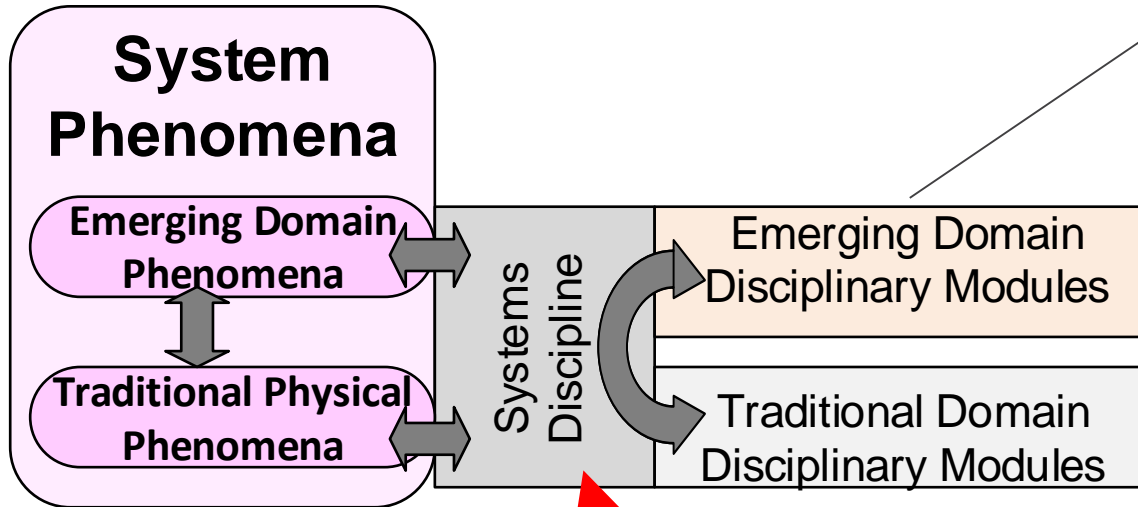 System
Phenomena
Emerging Domain
Phenomena
Traditional Physical
Phenomena
Systems
Discipline
Emerging Domain
Disciplinary Modules
Traditional Domain
Disciplinary Modules